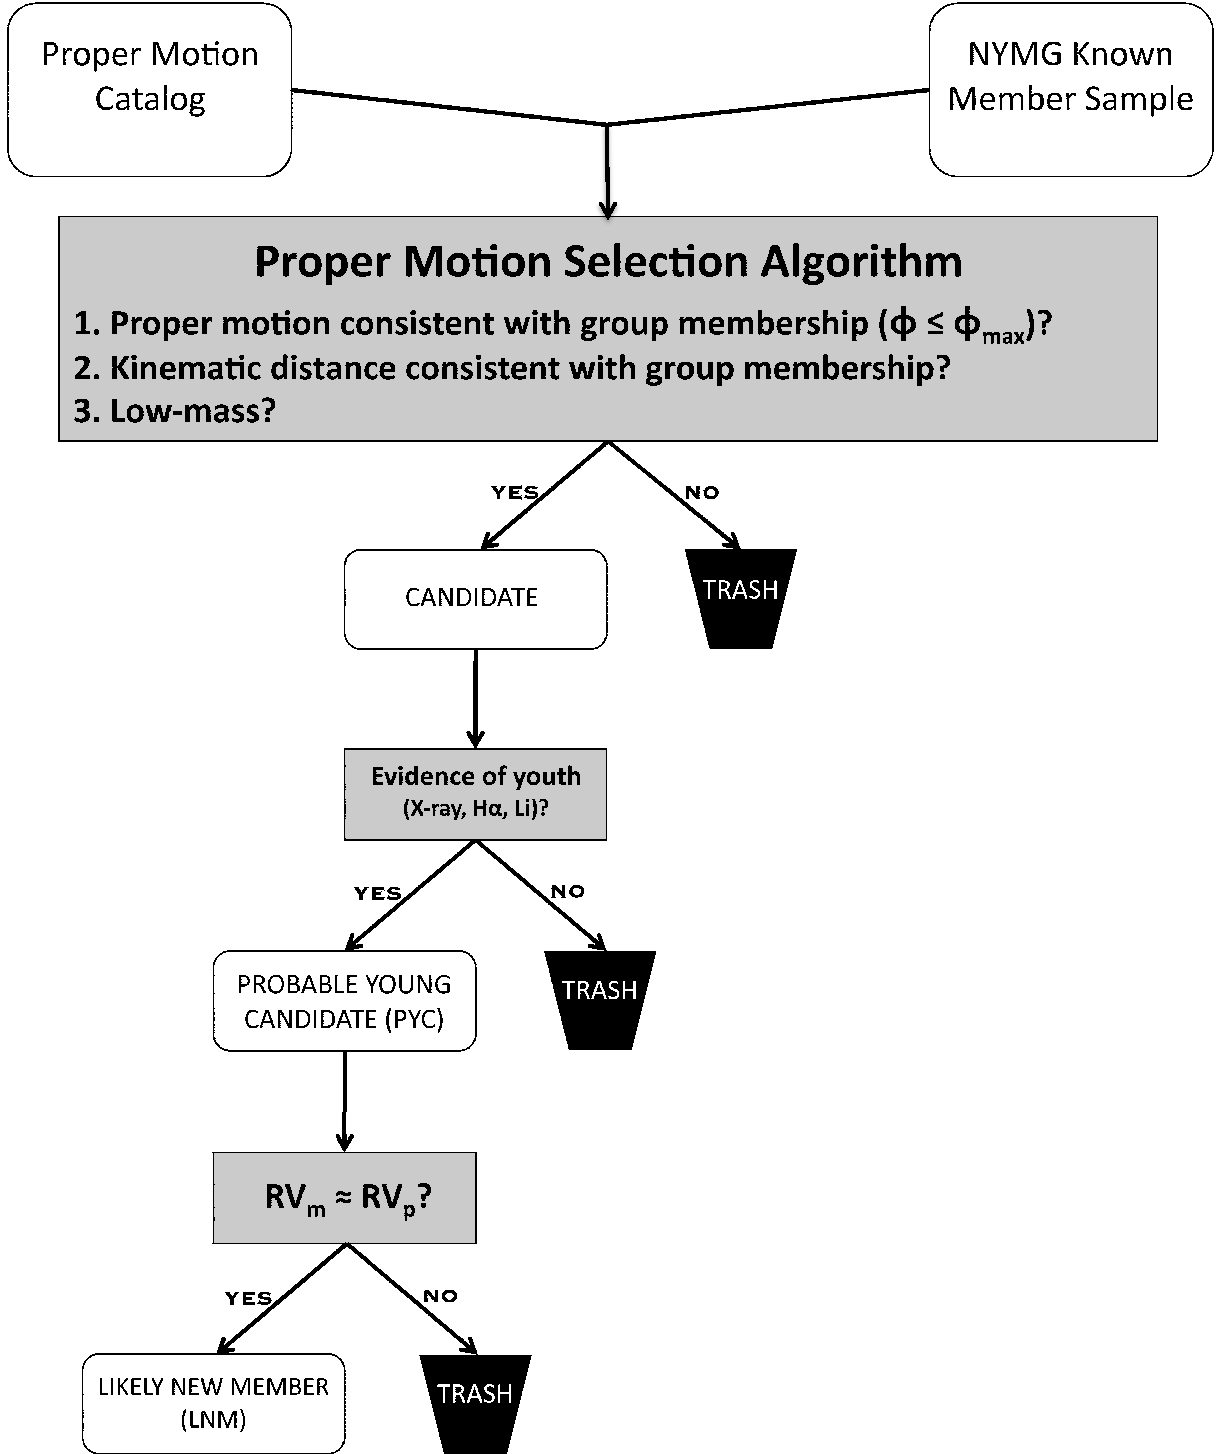 Proper Motion
Catalog
NYMG Known
Member Sample
Proper Motion Selection Algorithm
1. Proper motion consistent with group membership (ϕ ≤ ϕmax)?
2. Kinematic distance consistent with group membership?
3. Low-mass?
YES
NO
CANDIDATE
TRASH
Evidence of youth
(X-ray, Hα, Li)?
YES
NO
PROBABLE YOUNG
CANDIDATE (PYC)
TRASH
RVm ≈ RVp?
YES
NO
LIKELY NEW MEMBER
(LNM)
TRASH